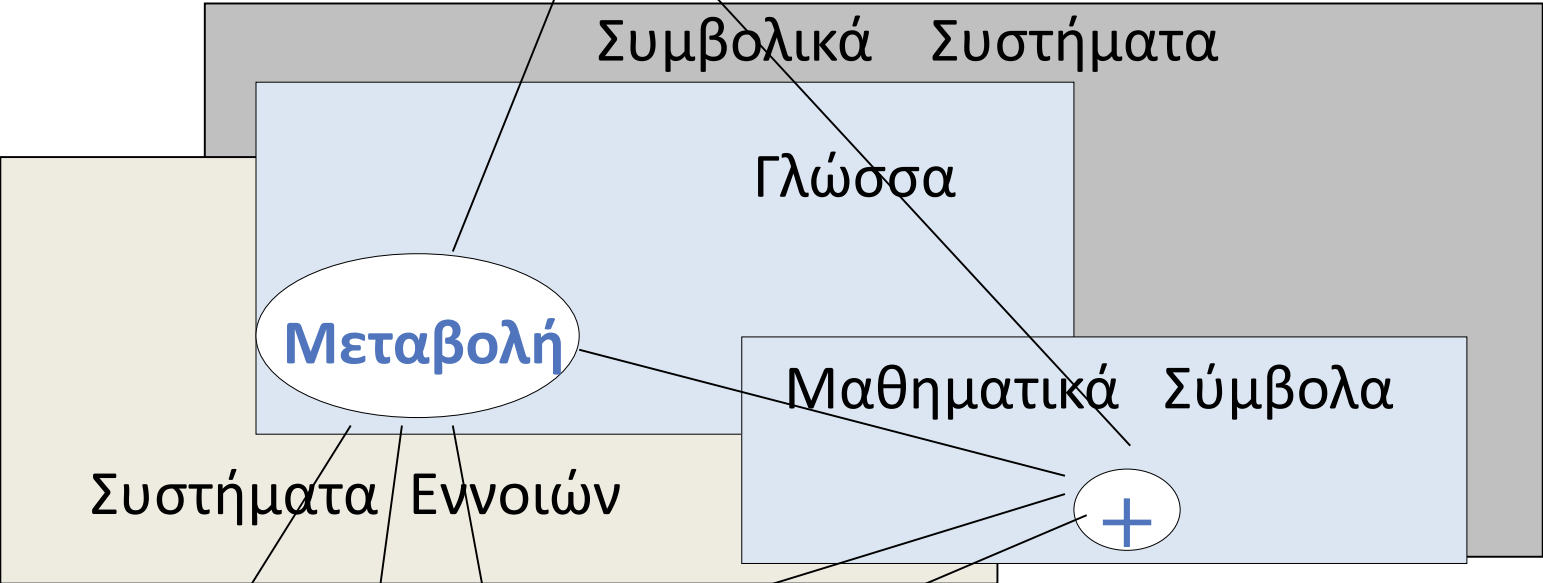 Συμβολικά Συστήματα
Γλώσσα
Μεταβολή
Μαθηματικά Σύμβολα
Συστήματα Εννοιών
+